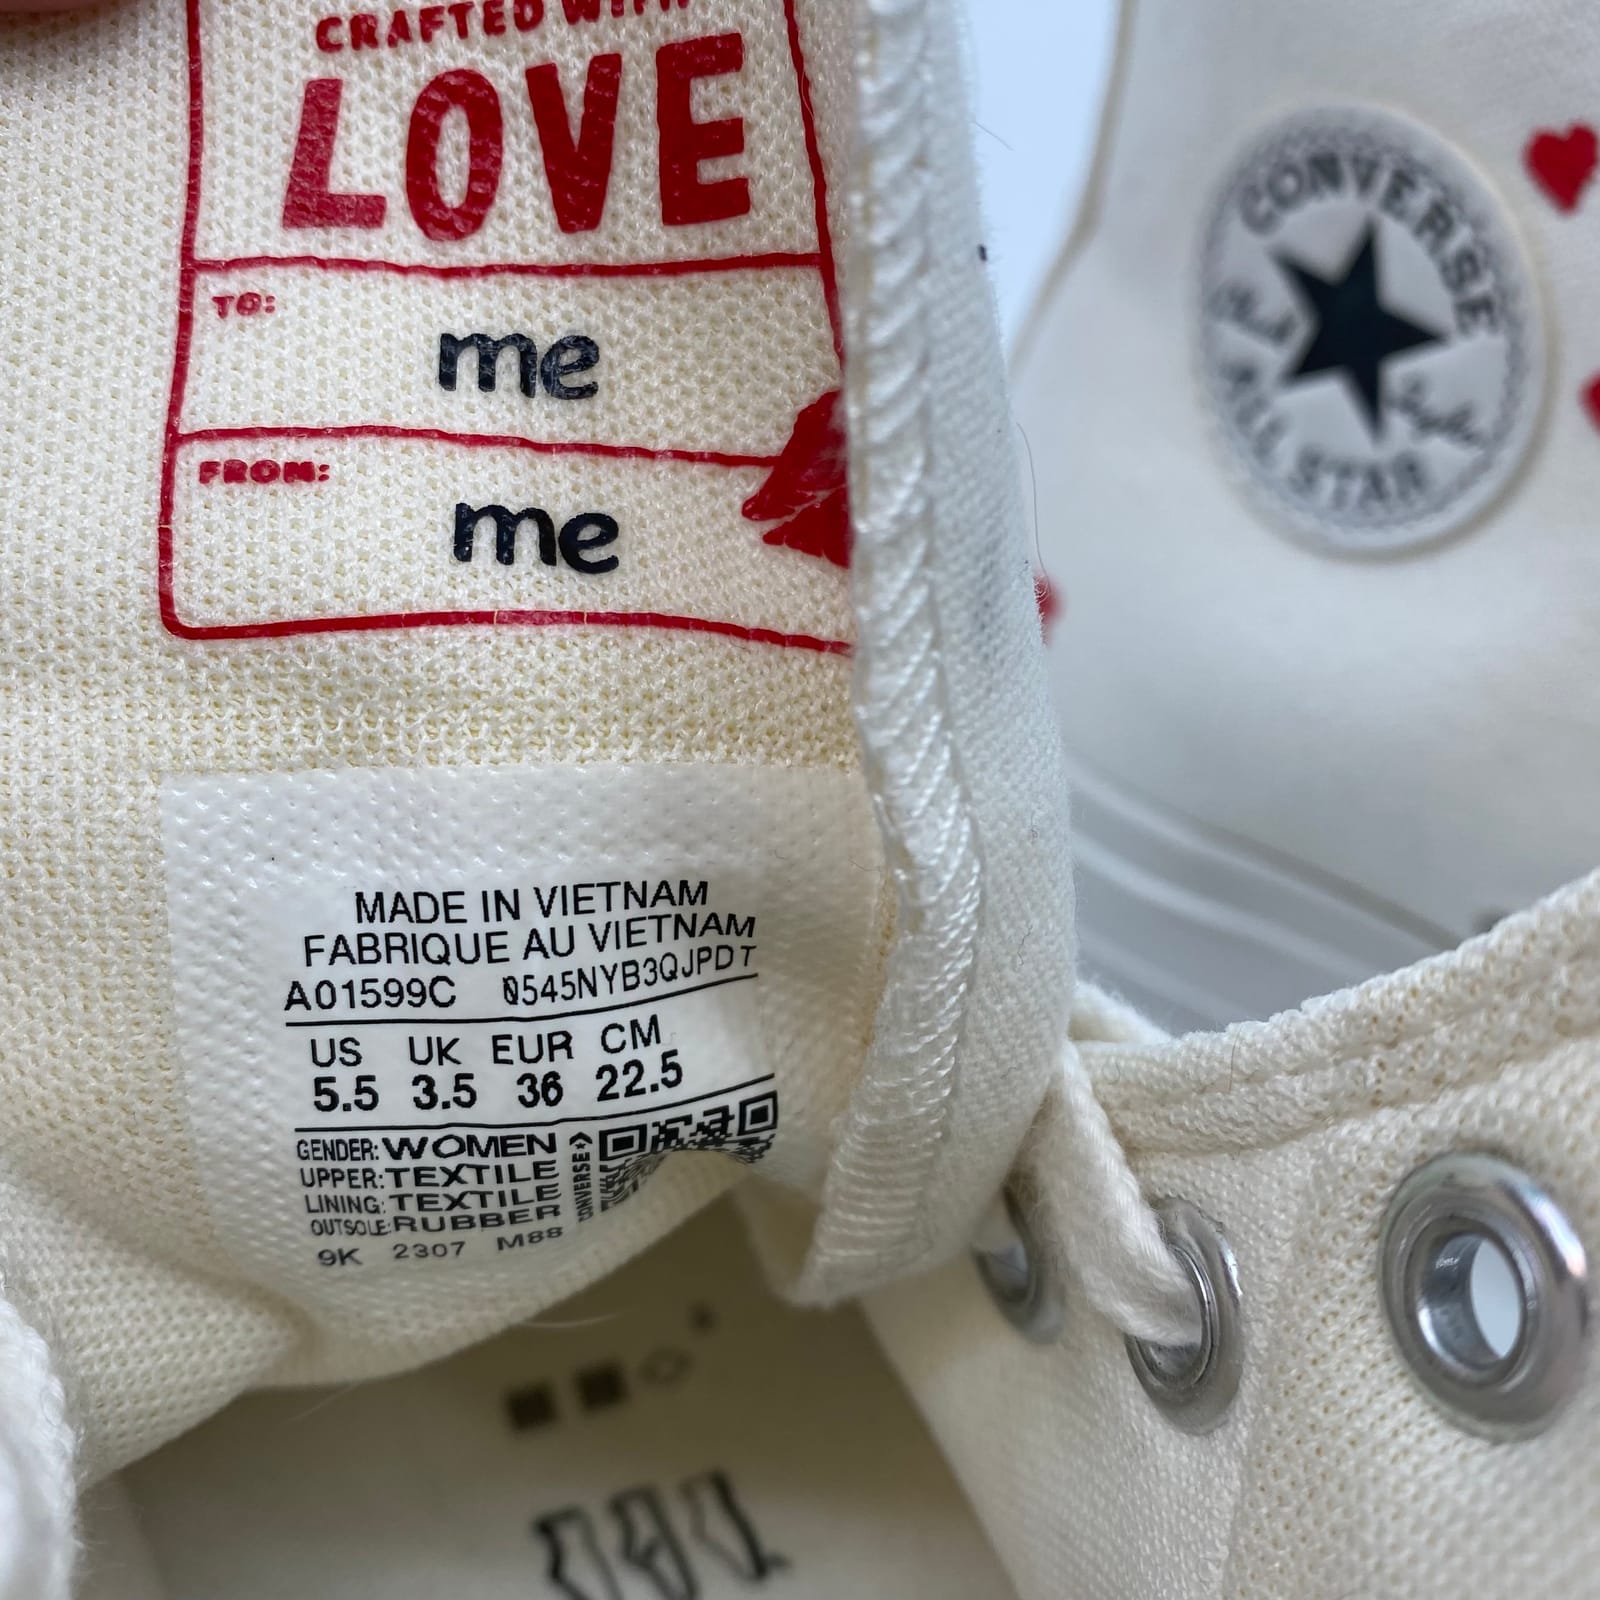 CRAFTED WITH
LOVE
TO:
me
FROM:
me
MADE IN VIETNAM
FABRIQUE AU VIETNAM
A01599C 0545NYB3QJPDT
US UK EUR CM
5.5 3.5 36 22.5
GENDER: WOMEN
UPPER: TEXTILE
LINING: TEXTILE
OUTSOLE: RUBBER
9K 2307 M88
CONVERSE
CONVERSE
ALL STAR